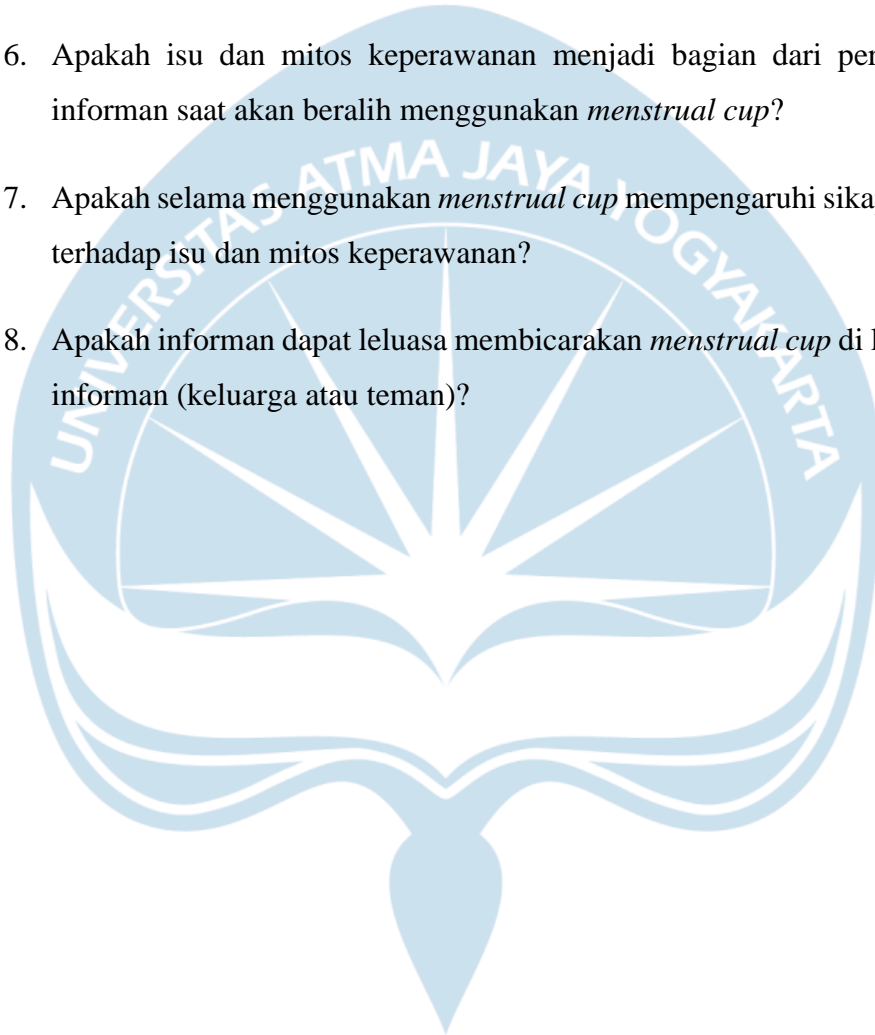 6. Apakah isu dan mitos keperawanan menjadi bagian dari
informan saat akan beralih menggunakan menstrual cup?
7. Apakah selama menggunakan menstrual cup mempengaruhi
terhadap isu dan mitos keperawanan?
8. Apakah informan dapat leluasa membicarakan menstrual cup di
informan (keluarga atau teman)?
UNIVERSITAS ATMA JAYA YOGYAKARTA